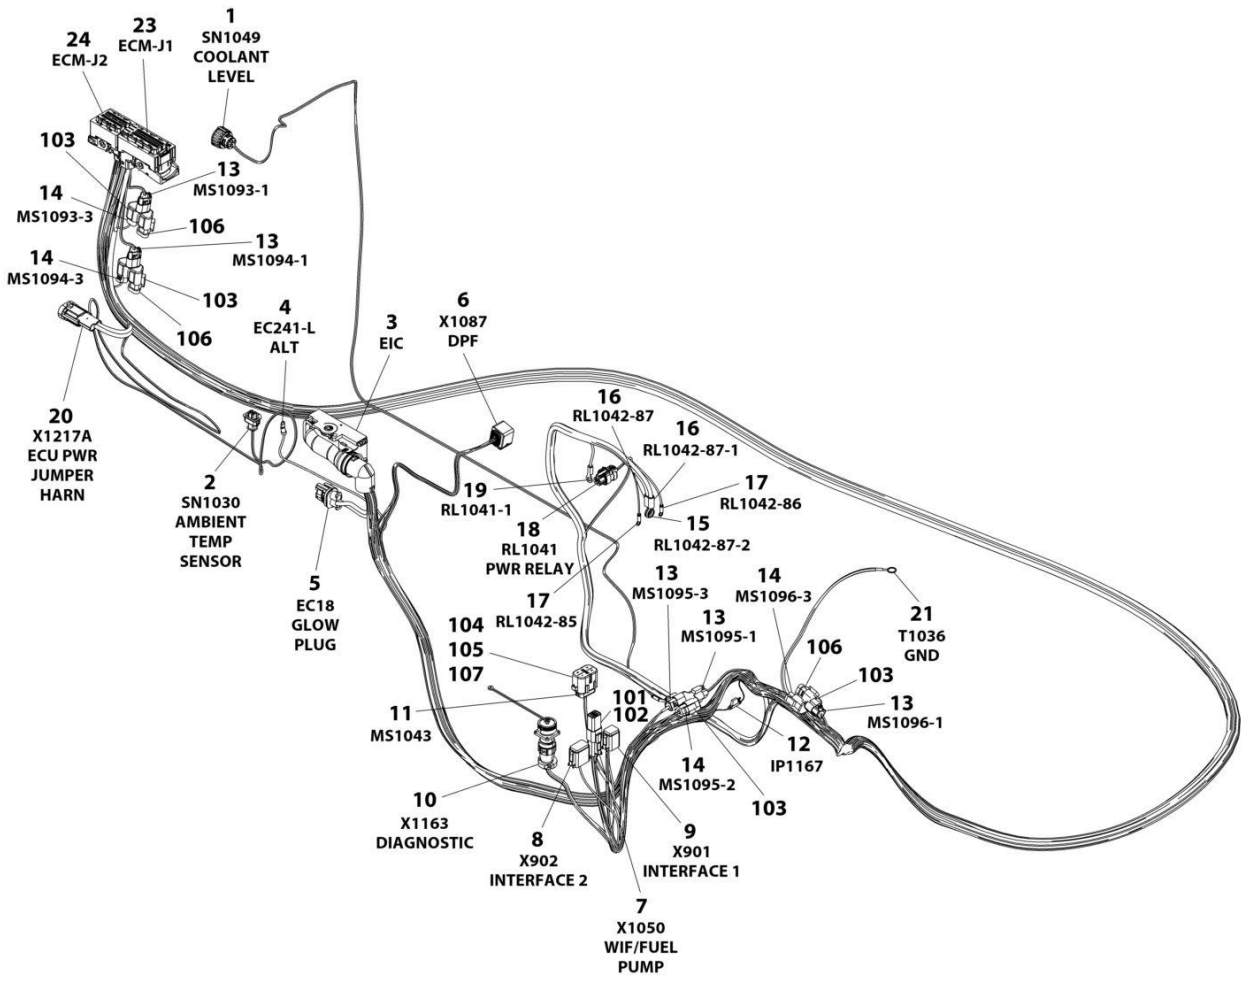 1
SN1049
COOLANT
LEVEL
23
ECM-J1
24
ECM-J2
103
13
MS1093-1
14
MS1093-3
106
13
MS1094-1
14
MS1094-3
103
106
4
EC241-L
ALT
3
EIC
6
X1087
DPF
20
X1217A
ECU PWR
JUMPER
HARN
2
SN1030
AMBIENT
TEMP
SENSOR
16
RL1042-87
16
RL1042-87-1
19
RL1041-1
17
RL1042-86
18
RL1041
PWR RELAY
15
RL1042-87-2
5
EC18
GLOW
PLUG
17
RL1042-85
13
MS1095-3
14
MS1096-3
13
MS1095-1
21
T1036
GND
104
105
107
106
103
101
102
11
MS1043
13
MS1096-1
12
IP1167
14
MS1095-2
103
10
X1163
DIAGNOSTIC
8
X902
INTERFACE 2
9
X901
INTERFACE 1
7
X1050
WIF/FUEL
PUMP